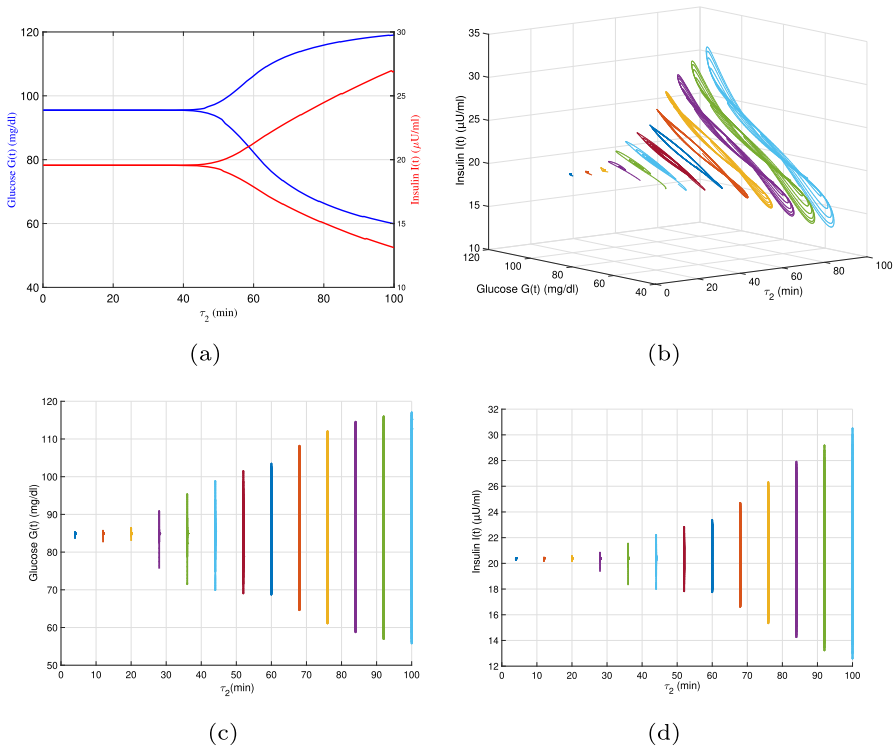 120
100
80
60
40
Glucose G(t) (mg/dl)
30
25
20
15
10
Insulin I(t) (μU/ml)
0 20 40 60 80 100
τ2 (min)
(a)
35
30
25
20
15
10
Insulin I(t) (μU/ml)
100 80 60 40
Glucose G(t) (mg/dl)
0 20 40 60 80 100
τ2 (min)
(b)
120
110
100
90
80
70
60
50
Glucose G(t) (mg/dl)
0 10 20 30 40 50 60 70 80 90 100
τ2(min)
(c)
32
30
28
26
24
22
20
18
16
14
12
Insulin I(t) (μU/ml)
0 10 20 30 40 50 60 70 80 90 100
τ2 (min)
(d)